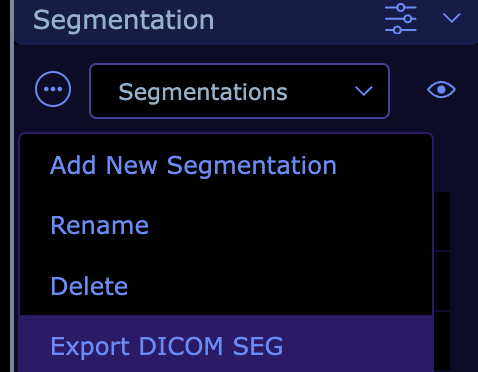 Segmentation
Segmentations
Add New Segmentation
Rename
Delete
Export DICOM SEG